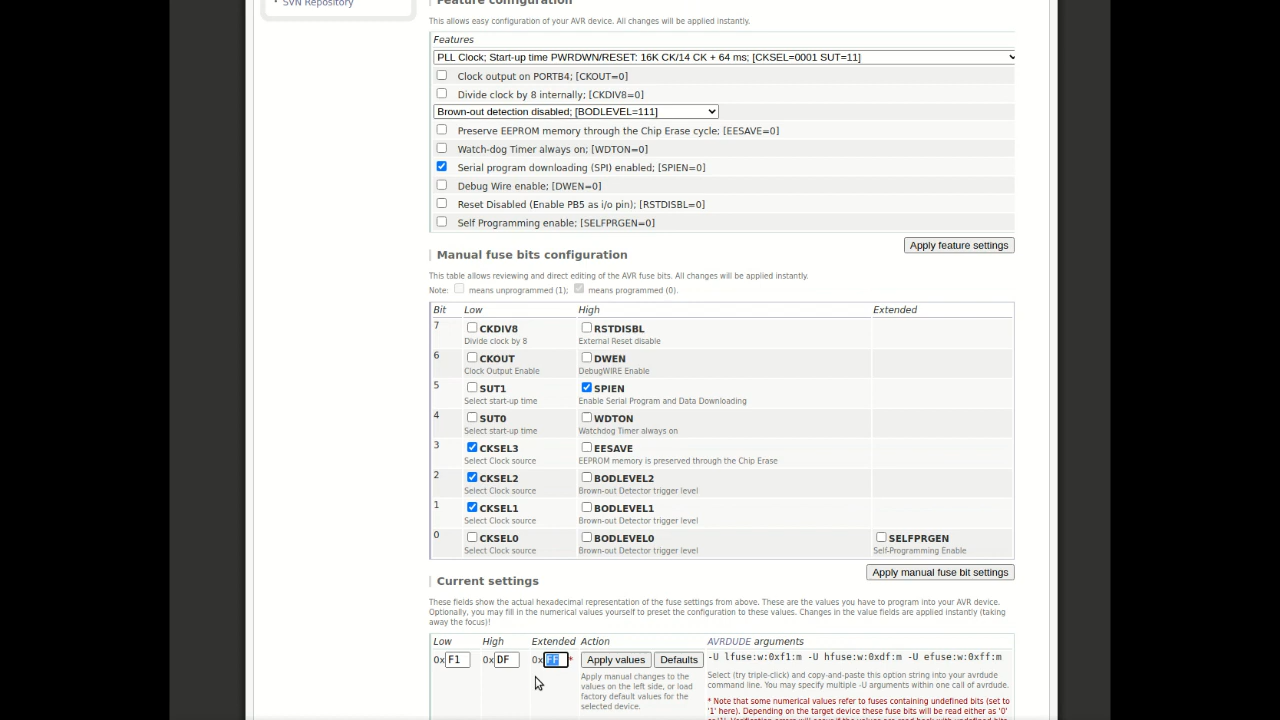 SVN Repository
Feature configuration
This allows easy configuration of your AVR device. All changes will be applied instantly.
Features
PLL Clock; Start-up time PWRDWN/RESET: 16K CK/14 CK + 64 ms; [CKSEL=0001 SUT=11]
Clock output on PORTB4; [CKOUT=0]
Divide clock by 8 internally; [CKDIV8=0]
Brown-out detection disabled; [BODLEVEL=111]
Preserve EEPROM memory through the Chip Erase cycle; [EESAVE=0]
Watch-dog Timer always on; [WDTON=0]
Serial program downloading (SPI) enabled; [SPIEN=0]
Debug Wire enable; [DWEN=0]
Reset Disabled (Enable PB5 as i/o pin); [RSTDISBL=0]
Self Programming enable; [SELFPRGEN=0]
Apply feature settings
Manual fuse bits configuration
This table allows reviewing and direct editing of the AVR fuse bits. All changes will be applied instantly.
Note: means unprogrammed (1); means programmed (0).
Bit Low High Extended
7 CKDIV8 RSTDISBL
Divide clock by 8 External Reset disable
6 CKOUT DWEN
Clock Output Enable DebugWIRE Enable
5 SUT1 SPIEN
Select start-up time Enable Serial Program and Data Downloading
4 SUT0 WDTON
Select start-up time Watchdog Timer always on
3 CKSEL3 EESAVE
Select Clock source EEPROM memory is preserved through the Chip Erase
2 CKSEL2 BODLEVEL2
Select Clock source Brown-out Detector trigger level
1 CKSEL1 BODLEVEL1
Select Clock source Brown-out Detector trigger level
0 CKSEL0 BODLEVEL0 SELFPRGEN
Select Clock source Brown-out Detector trigger level Self-Programming Enable
Apply manual fuse bit settings
Current settings
These fields show the actual hexadecimal representation of the fuse settings from above. These are the values you have to program into your AVR device.
Optionally, you may fill in the numerical values yourself to preset the configuration to these values. Changes in the value fields are applied instantly (taking
away the focus)!
Low High Extended Action AVRDUDE arguments
0x F1 0x DF 0x FF * Apply values Defaults -U lfuse:w:0xf1:m -U hfuse:w:0xdf:m -U efuse:w:0xff:m
Apply manual changes to the
values on the left side, or load
factory default values for the
selected device.
Select (try triple-click) and copy-and-paste this option string into your avrdude
command line. You may specify multiple -U arguments within one call of avrdude.
* Note that some numerical values refer to fuses containing undefined bits (set to
'1' here). Depending on the target device these fuse bits will be read either as '0'